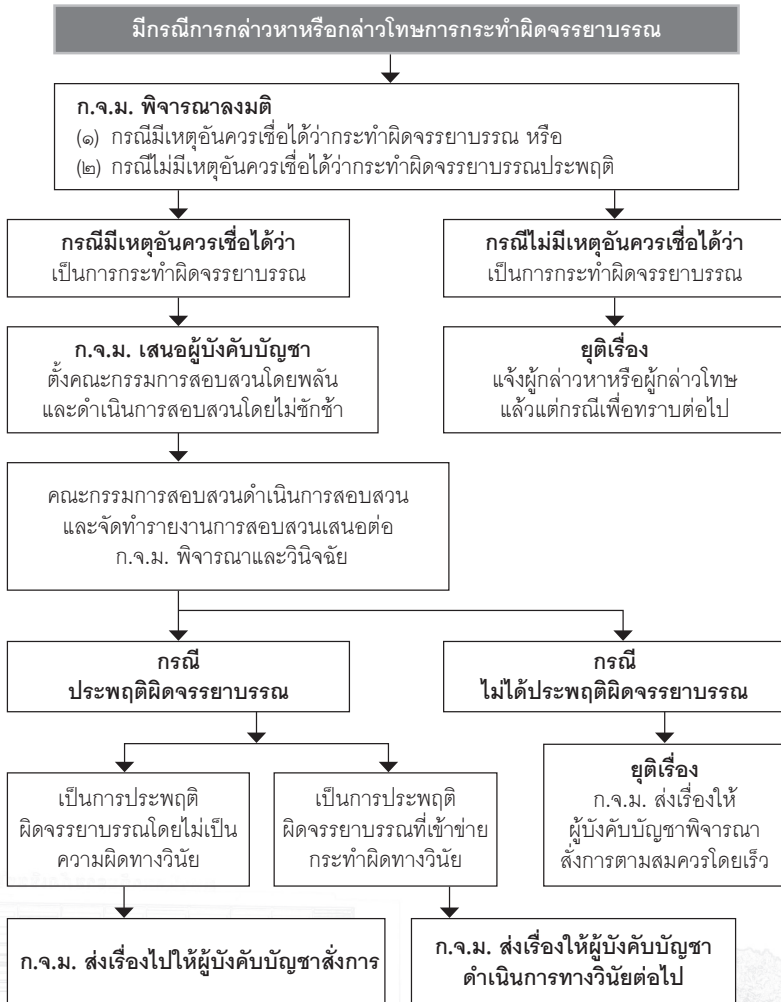 มีกรณีการกล่าวหาหรือกล่าวโทษการกระทำผิดจรรยาบรรณ
ก.จ.ม. พิจารณาลงมติ
(๑) กรณีมีเหตุอันควรเชื่อได้ว่ากระทำผิดจรรยาบรรณ หรือ
(๒) กรณีไม่มีเหตุอันควรเชื่อได้ว่ากระทำผิดจรรยาบรรณประพฤติ
กรณีมีเหตุอันควรเชื่อได้ว่า
เป็นการกระทำผิดจรรยาบรรณ
กรณีไม่มีเหตุอันควรเชื่อได้ว่า
เป็นการกระทำผิดจรรยาบรรณ
ก.จ.ม. เสนอผู้บังคับบัญชา
ตั้งคณะกรรมการสอบสวนโดยพลัน
และดำเนินการสอบสวนโดยไม่ชักช้า
ยุติเรื่อง
แจ้งผู้กล่าวหาหรือผู้กล่าวโทษ
แล้วแต่กรณีเพื่อทราบต่อไป
คณะกรรมการสอบสวนดำเนินการสอบสวน
และจัดทำรายงานการสอบสวนเสนอต่อ
ก.จ.ม. พิจารณาและวินิจฉัย
กรณี
ประพฤติผิดจรรยาบรรณ
กรณี
ไม่ได้ประพฤติผิดจรรยาบรรณ
เป็นการประพฤติ
ผิดจรรยาบรรณโดยไม่เป็น
ความผิดทางวินัย
เป็นการประพฤติ
ผิดจรรยาบรรณที่เข้าข่าย
กระทำผิดทางวินัย
ยุติเรื่อง
ก.จ.ม. ส่งเรื่องให้
ผู้บังคับบัญชาพิจารณา
สั่งการตามสมควรโดยเร็ว
ก.จ.ม. ส่งเรื่องไปให้ผู้บังคับบัญชาสั่งการ
ก.จ.ม. ส่งเรื่องให้ผู้บังคับบัญชา
ดำเนินการทางวินัยต่อไป